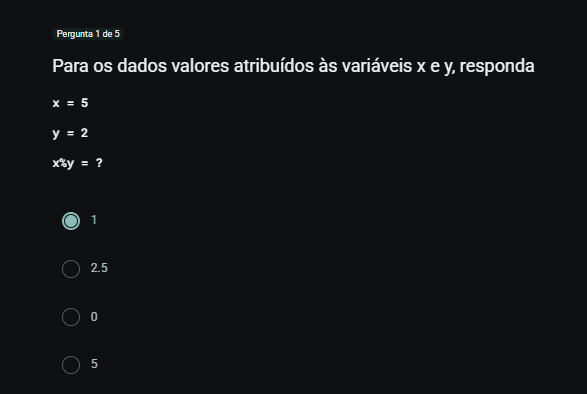 Pergunta 1 de 5
Para os dados valores atribuídos às variáveis x e y, responda
x = 5
y = 2
x%y = ?
1
2.5
0
5